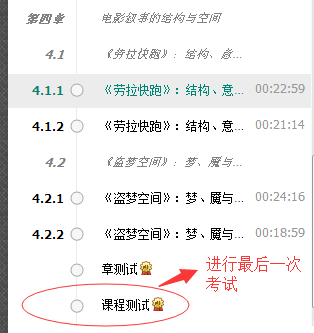 第四章 电影叙事的结构与空间
4.1 《劳拉快跑》：结构、意...
4.1.1 《劳拉快跑》：结构、意... 00:22:59
4.1.2 《劳拉快跑》：结构、意... 00:21:14
4.2 《盗梦空间》：梦、魇与...
4.2.1 《盗梦空间》：梦、魇与... 00:24:16
4.2.2 《盗梦空间》：梦、魇与... 00:18:59
章测试
进行最后一次
考试
课程测试